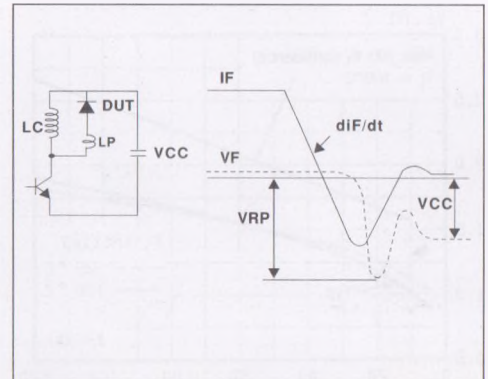 IF
DUT
diF/dt
LC
LP
VCC
VF
VRP
VCC